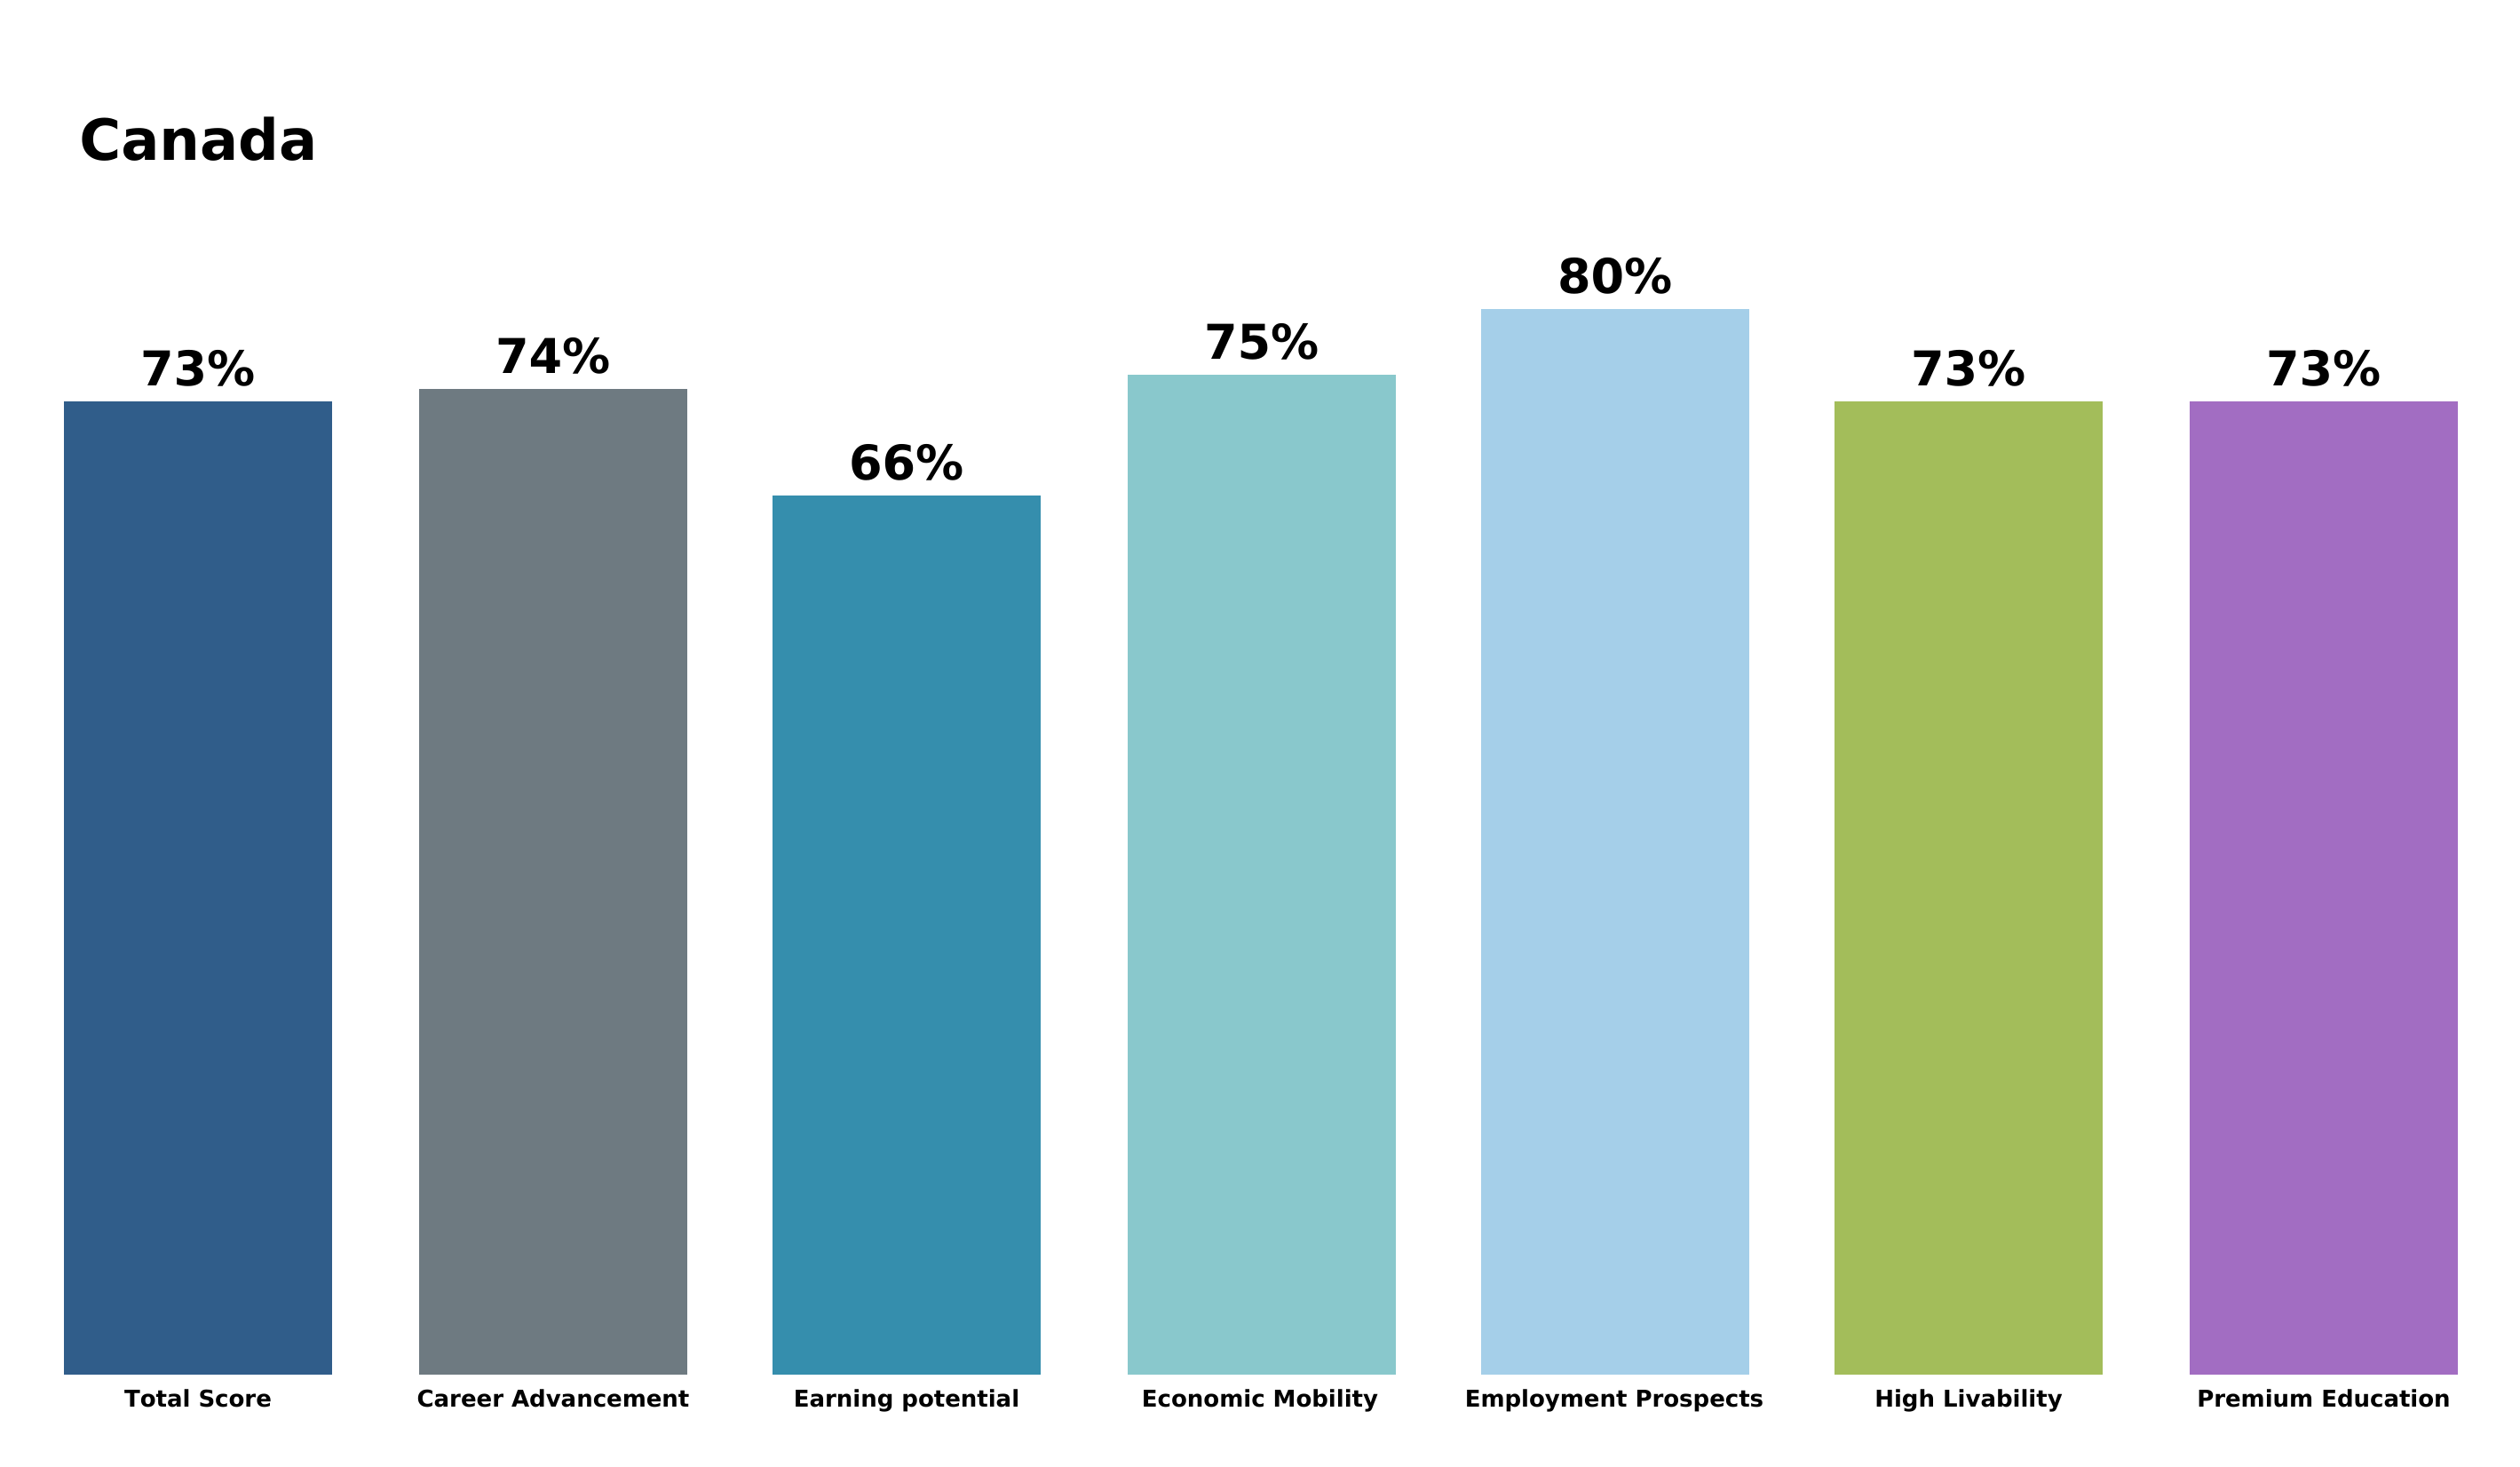 Canada
73%
74%
66%
75%
80%
73%
73%
Total Score
Career Advancement
Earning potential
Economic Mobility
Employment Prospects
High Livability
Premium Education